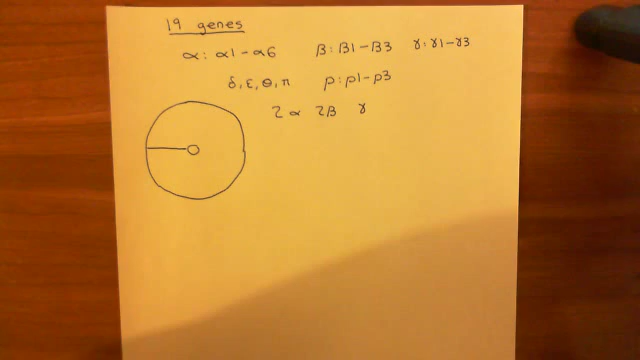 19 genes
α: α1-α6 β: β1-β3 γ: γ1-γ3
δ, ε, θ, π ρ: ρ1-ρ3
2α 2β γ